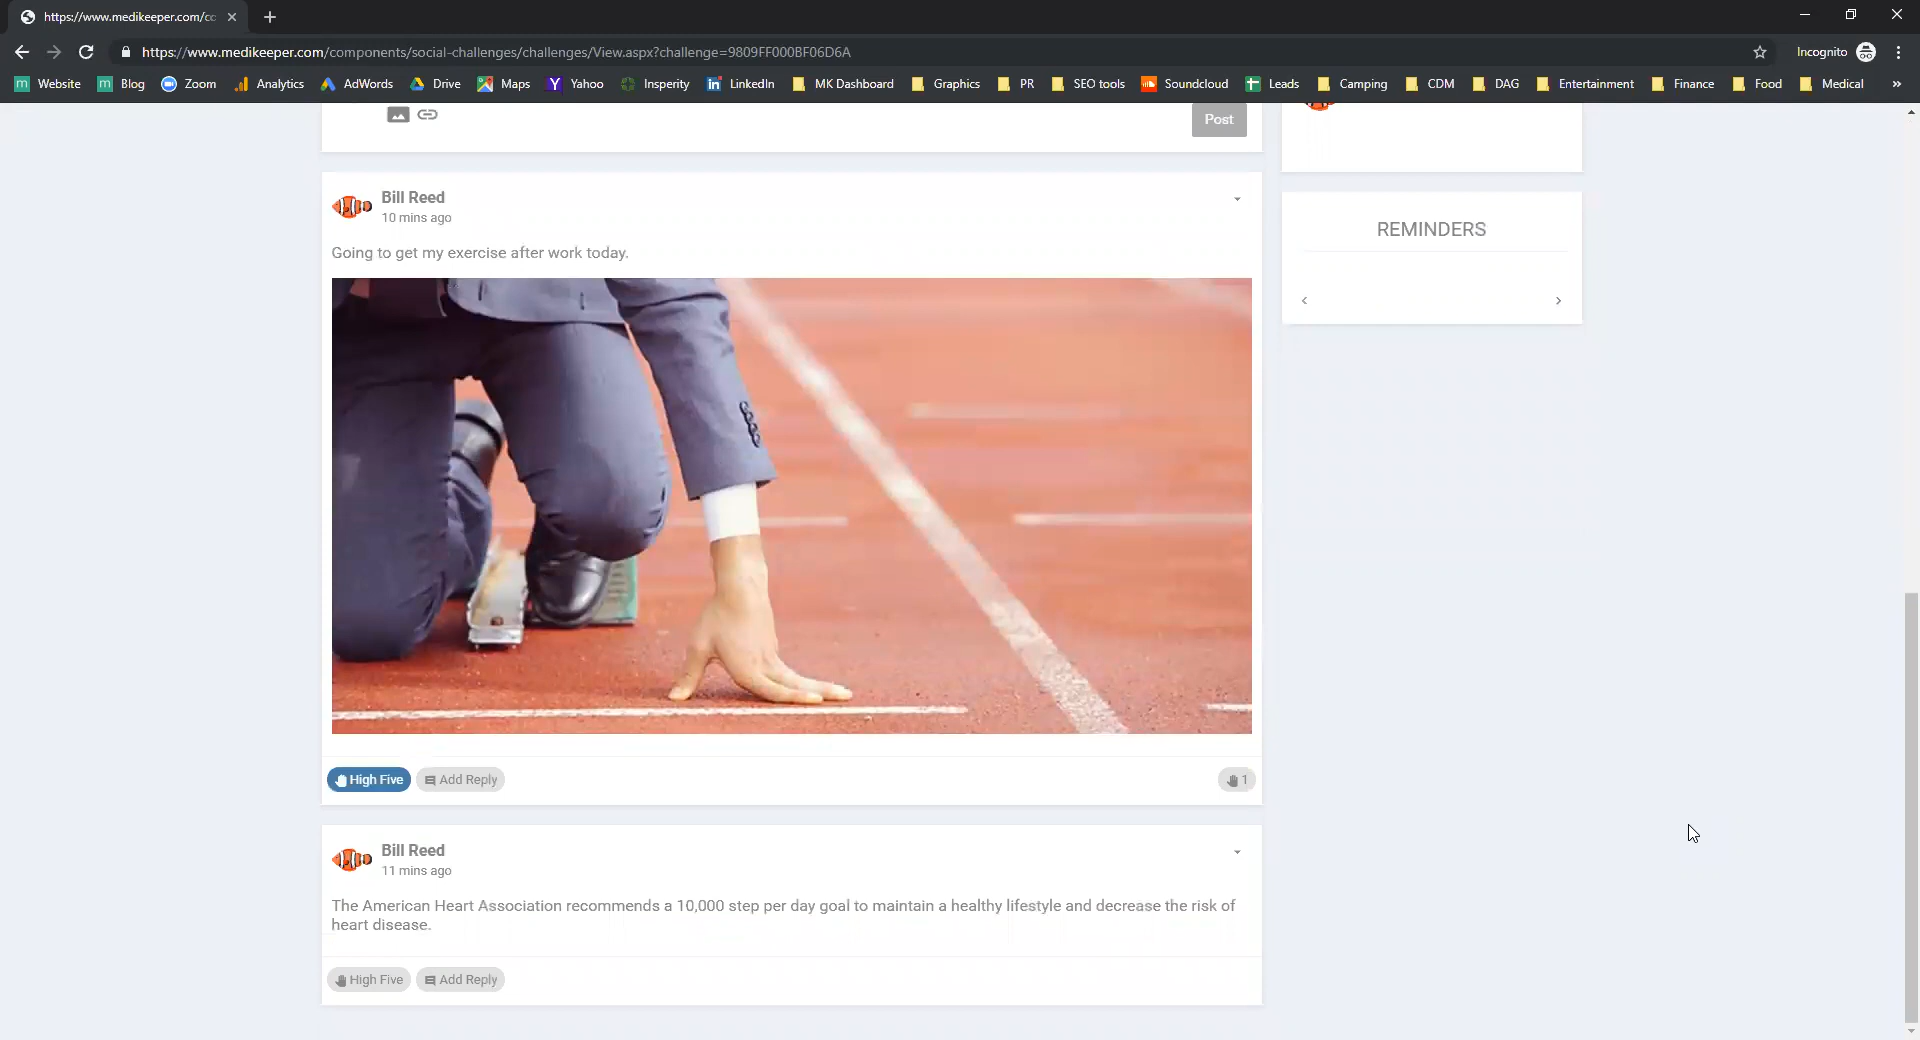 https://www.medikeeper.com/cc
https://www.medikeeper.com/components/social-challenges/challenges/View.aspx?challenge=9809FF000BF06D6A
Incognito
Website Blog Zoom Analytics AdWords Drive Maps Yahoo Insperity LinkedIn MK Dashboard Graphics PR SEO tools Soundcloud Leads Camping CDM DAG Entertainment Finance Food Medical »
Post
Bill Reed
10 mins ago
Going to get my exercise after work today.
High Five Add Reply 1
Bill Reed
11 mins ago
The American Heart Association recommends a 10,000 step per day goal to maintain a healthy lifestyle and decrease the risk of
heart disease.
High Five Add Reply
REMINDERS